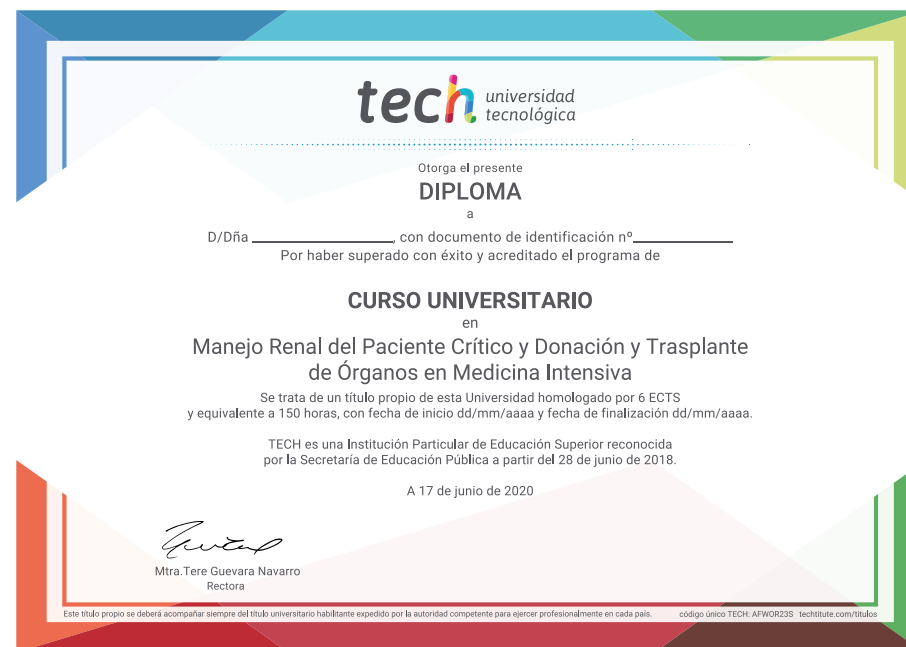 tech universidad
tecnológica
Otorga el presente
DIPLOMA
a
D/Dña ____________________, con documento de identificación nº______________
Por haber superado con éxito y acreditado el programa de
CURSO UNIVERSITARIO
en
Manejo Renal del Paciente Crítico y Donación y Trasplante
de Órganos en Medicina Intensiva
Se trata de un título propio de esta Universidad homologado por 6 ECTS
y equivalente a 150 horas, con fecha de inicio dd/mm/aaaa y fecha de finalización dd/mm/aaaa.
TECH es una Institución Particular de Educación Superior reconocida
por la Secretaría de Educación Pública a partir del 28 de junio de 2018.
A 17 de junio de 2020
Mtra.Tere Guevara Navarro
Rectora
Este título propio se deberá acompañar siempre del título universitario habilitante expedido por la autoridad competente para ejercer profesionalmente en cada país. código único TECH: AFWOR23S techtitute.com/títulos